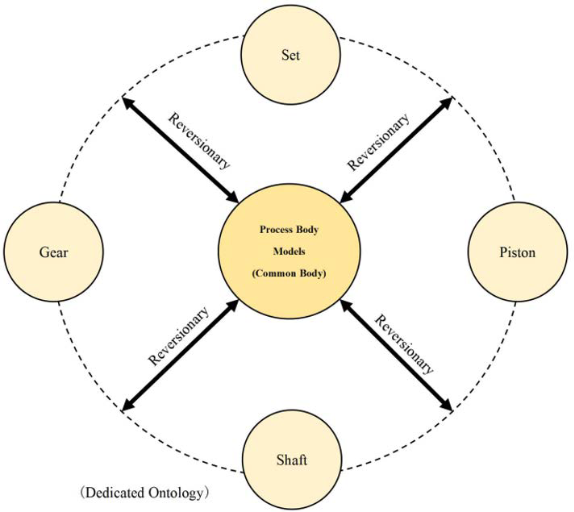 Set
Reversionary
Reversionary
Gear
Process Body
Models
(Common Body)
Piston
Reversionary
Reversionary
Shaft
(Dedicated Ontology)